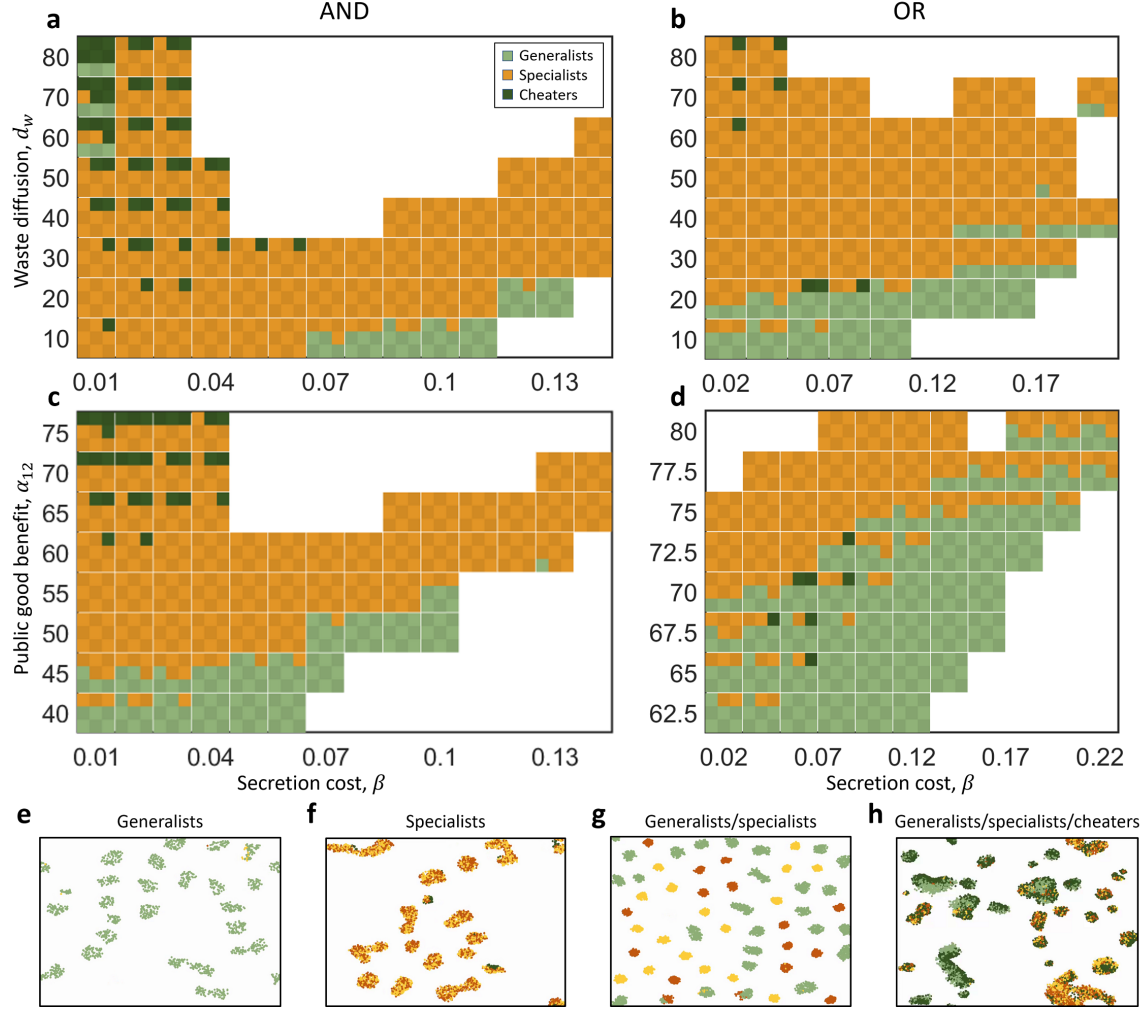 AND
OR
a
b
Generalists
Specialists
Cheaters
Waste diffusion, d_w
80
70
60
50
40
30
20
10
80
70
60
50
40
30
20
10
0.01 0.04 0.07 0.1 0.13
0.02 0.07 0.12 0.17
c
d
Public good benefit, α_12
75
70
65
60
55
50
45
40
80
77.5
75
72.5
70
67.5
65
62.5
0.01 0.04 0.07 0.1 0.13
0.02 0.07 0.12 0.17 0.22
Secretion cost, β
Secretion cost, β
e
Generalists
f
Specialists
g
Generalists/specialists
h
Generalists/specialists/cheaters